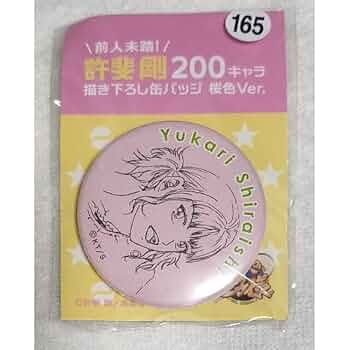 165
\前人未踏!/
許斐剛200キャラ
描き下ろし缶バッジ 桜色Ver.
Yukari Shiraishi
©KT/S